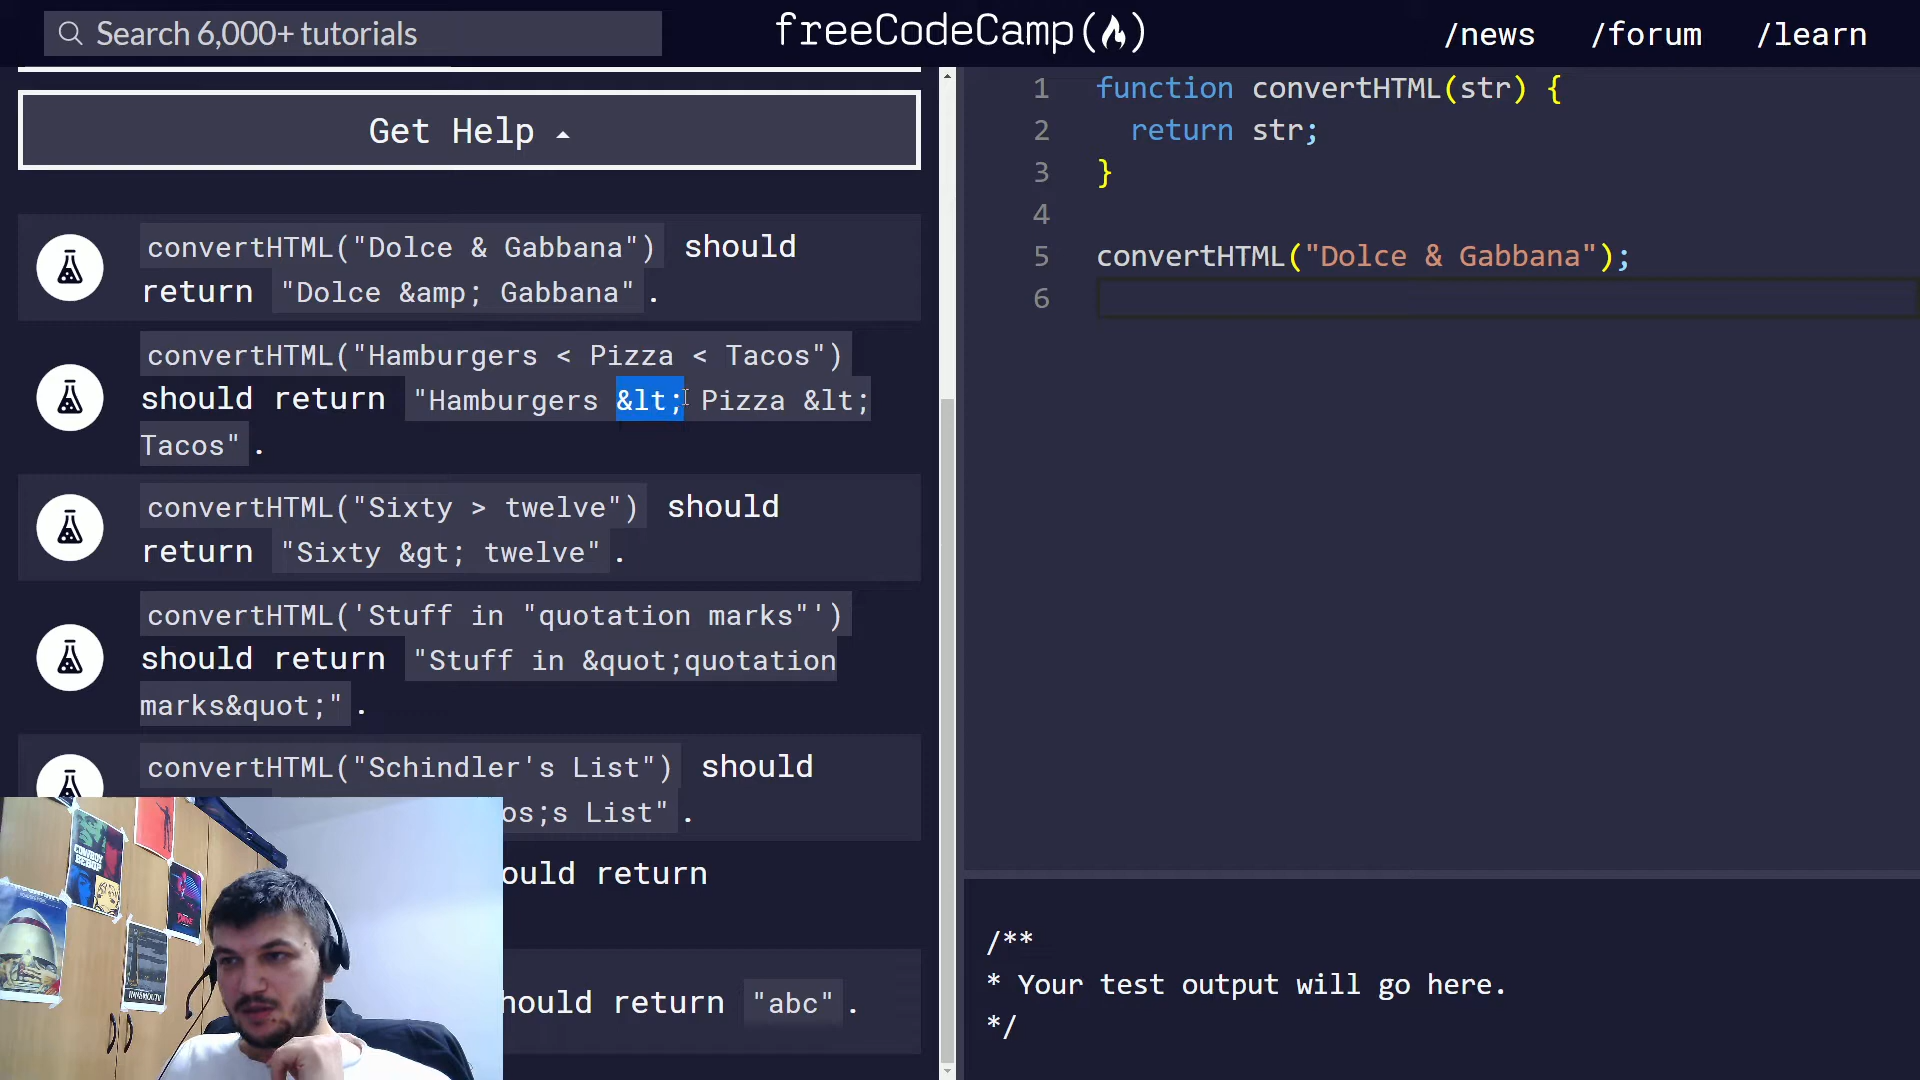 Search 6,000+ tutorials
freeCodeCamp
/news /forum /learn
Get Help
convertHTML("Dolce & Gabbana") should
return "Dolce &amp; Gabbana".
convertHTML("Hamburgers < Pizza < Tacos")
should return "Hamburgers &lt; Pizza &lt;
Tacos".
convertHTML("Sixty > twelve") should
return "Sixty &gt; twelve".
convertHTML('Stuff in "quotation marks"')
should return "Stuff in &quot;quotation
marks&quot;".
convertHTML("Schindler's List") should
os;s List".
ould return
hould return "abc".
COWBOY
BEBOP
DRIVE
1 function convertHTML(str) {
2 return str;
3 }
4
5 convertHTML("Dolce & Gabbana");
6
/**
* Your test output will go here.
*/